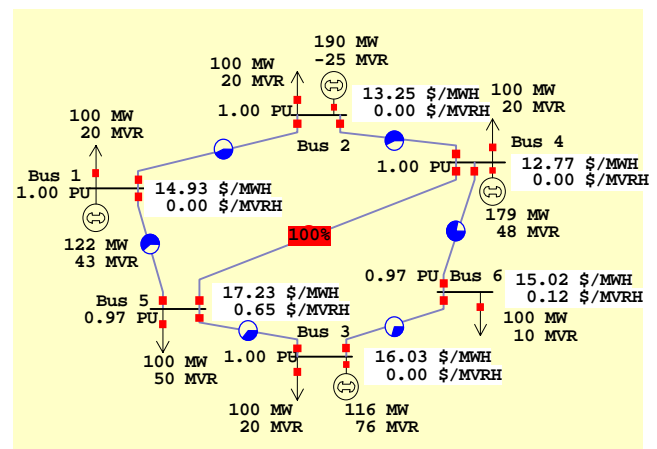 190 MW
-25 MVR
100 MW
20 MVR
13.25 $/MWH
0.00 $/MVRH
100 MW
20 MVR
1.00 PU
Bus 2
100 MW
20 MVR
Bus 4
1.00 PU
12.77 $/MWH
0.00 $/MVRH
Bus 1
1.00 PU
14.93 $/MWH
0.00 $/MVRH
179 MW
48 MVR
122 MW
43 MVR
100%
0.97 PU
Bus 6
15.02 $/MWH
0.12 $/MVRH
17.23 $/MWH
0.65 $/MVRH
Bus 5
0.97 PU
100 MW
10 MVR
Bus 3
1.00 PU
16.03 $/MWH
0.00 $/MVRH
100 MW
50 MVR
100 MW
20 MVR
116 MW
76 MVR